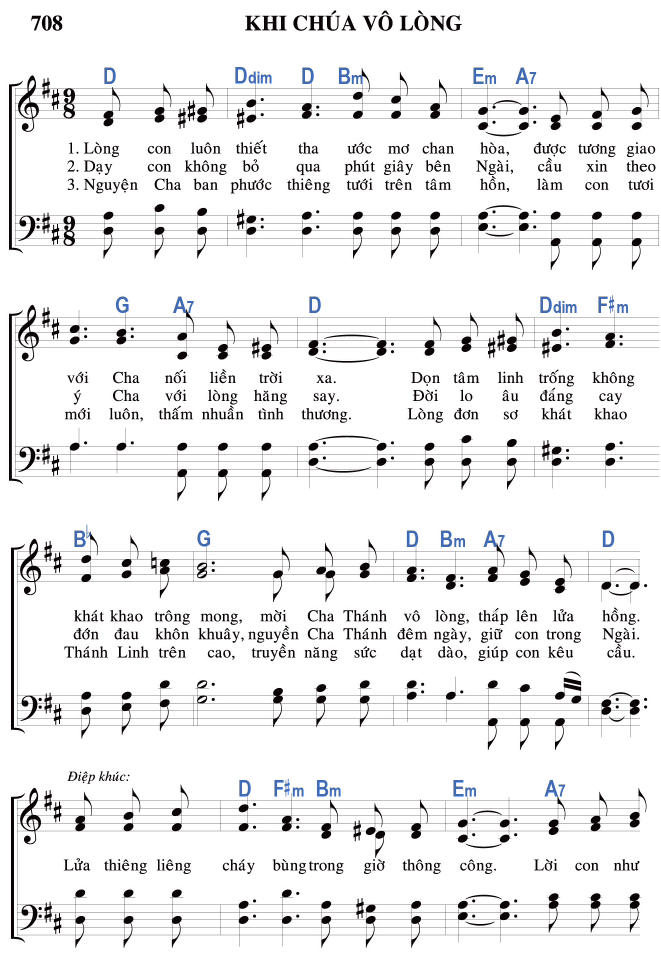 708 KHI CHÚA VÔ LÒNG
D Ddim D Bm Em A7
9 8
1. Lòng con luôn thiết tha ước mơ chan hòa, được tương giao
2. Dạy con không bỏ qua phút giây bên Ngài, cầu xin theo
3. Nguyện Cha ban phước thiêng tưới trên tâm hồn, làm con tươi
9 8
G A7 D Ddim F♯m
với Cha nối liền trời xa. Dọn tâm linh trống không
ý Cha với lòng hăng say. Đời lo âu đáng cay
mới luôn, thấm nhuần tình thương. Lòng đơn sơ khát khao
B♭ G D Bm A7 D
khát khao trông mong, mời Cha Thánh vô lòng, thấp lên lửa hồng.
đớn đau khôn khuây, nguyền Cha Thánh đêm ngày, giữ con trong Ngài.
Thánh Linh trên cao, truyền năng sức dạt dào, giúp con kêu cầu.
Điệp khúc:
D F♯m Bm Em A7
Lửa thiêng liêng cháy bùng trong giờ thông công. Lời con như